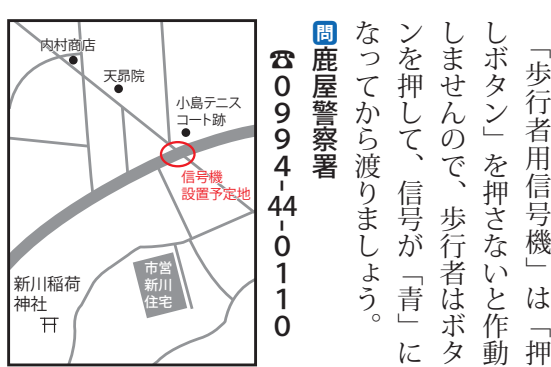 「歩行者用信号機」は「押
しボタン」を押さないと作動
しませんので、歩行者はボタ
ンを押して、信号が「青」に
なってから渡りましょう。
問鹿屋警察署
☎0994-44-0110
内村商店
天昴院
小島テニス
コート跡
信号機
設置予定地
市営
新川
住宅
新川稲荷
神社